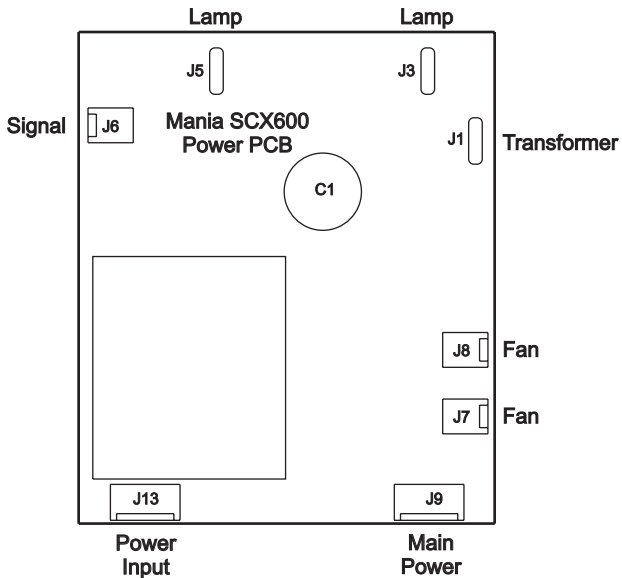 Lamp
Lamp
J5
J3
Signal
J6
Mania SCX600
Power PCB
J1
Transformer
C1
J8
Fan
J7
Fan
J13
J9
Power
Input
Main
Power